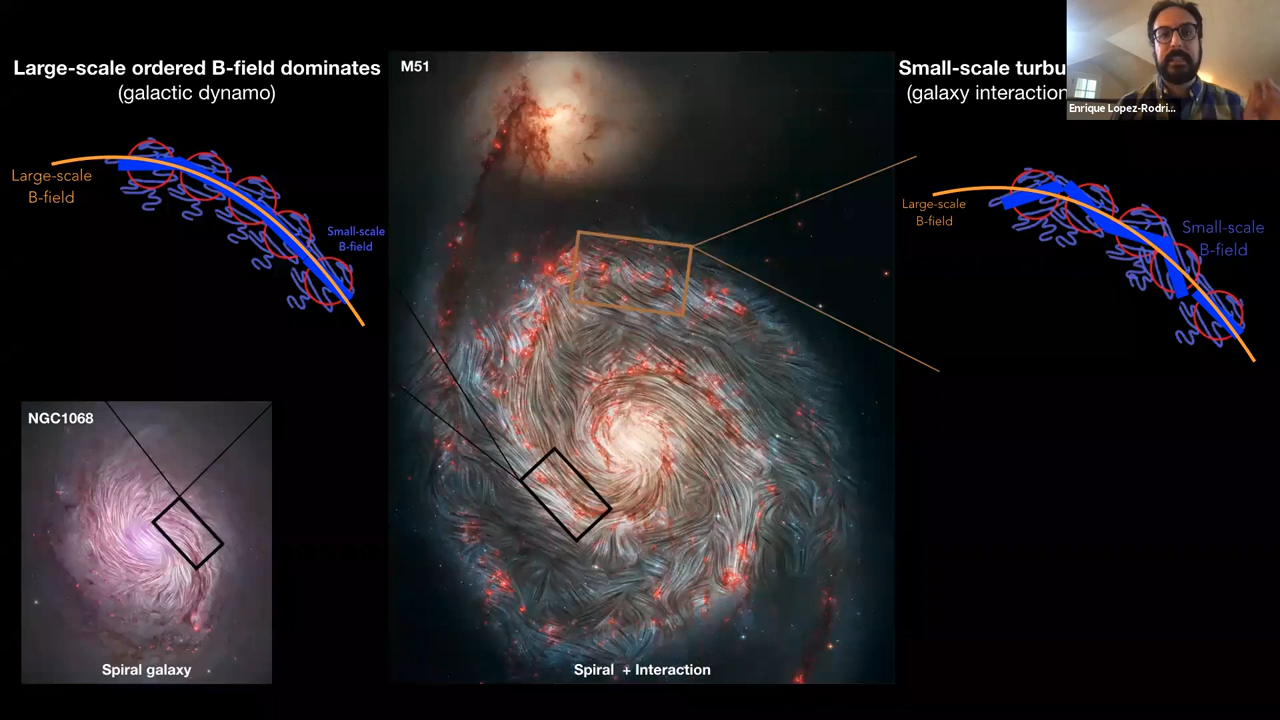 Large-scale ordered B-field dominates
(galactic dynamo)
Large-scale
B-field
Small-scale
B-field
NGC1068
Spiral galaxy
M51
Spiral + Interaction
Small-scale
(galaxy interaction
Large-scale
B-field
Small-scale
B-field
Enrique Lopez-Rodri...